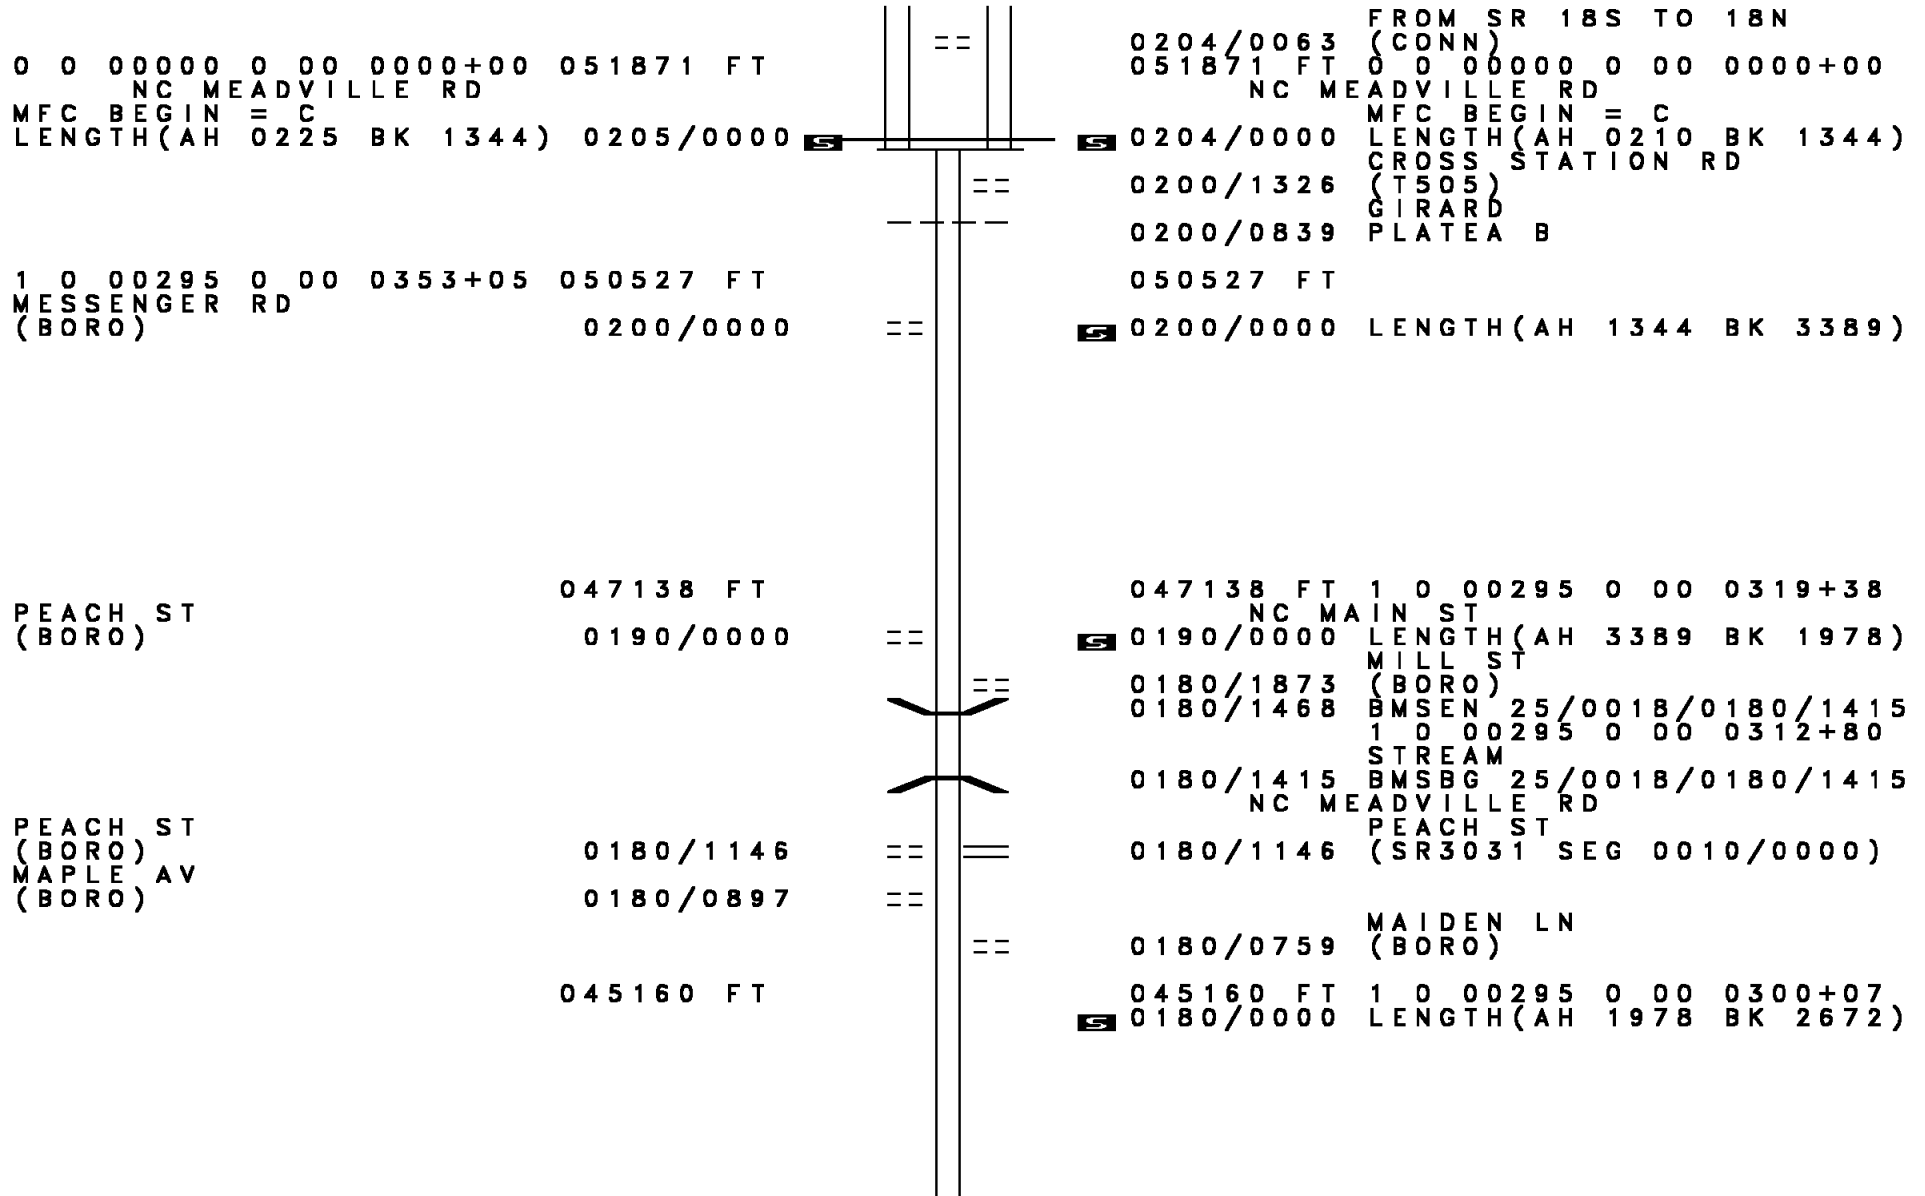 FROM SR 18S TO 18N
0204/0063 (CONN)
0 0 00000 0 00 0000+00 051871 FT 051871 FT 0 0 00000 0 00 0000+00
NC MEADVILLE RD NC MEADVILLE RD
MFC BEGIN = C MFC BEGIN = C
LENGTH(AH 0225 BK 1344) 0205/0000 S S 0204/0000 LENGTH(AH 0210 BK 1344)
CROSS STATION RD
0200/1326 (T505)
GIRARD
0200/0839 PLATEA B
1 0 00295 0 00 0353+05 050527 FT 050527 FT
MESSENGER RD
(BORO) 0200/0000 S 0200/0000 LENGTH(AH 1344 BK 3389)
047138 FT 047138 FT 1 0 00295 0 00 0319+38
PEACH ST NC MAIN ST
(BORO) 0190/0000 S 0190/0000 LENGTH(AH 3389 BK 1978)
MILL ST
0180/1873 (BORO)
0180/1468 BMSEN 25/0018/0180/1415
1 0 00295 0 00 0312+80
STREAM
0180/1415 BMSBG 25/0018/0180/1415
NC MEADVILLE RD
PEACH ST PEACH ST
(BORO) 0180/1146 0180/1146 (SR3031 SEG 0010/0000)
MAPLE AV
(BORO) 0180/0897
MAIDEN LN
0180/0759 (BORO)
045160 FT 045160 FT 1 0 00295 0 00 0300+07
S 0180/0000 LENGTH(AH 1978 BK 2672)